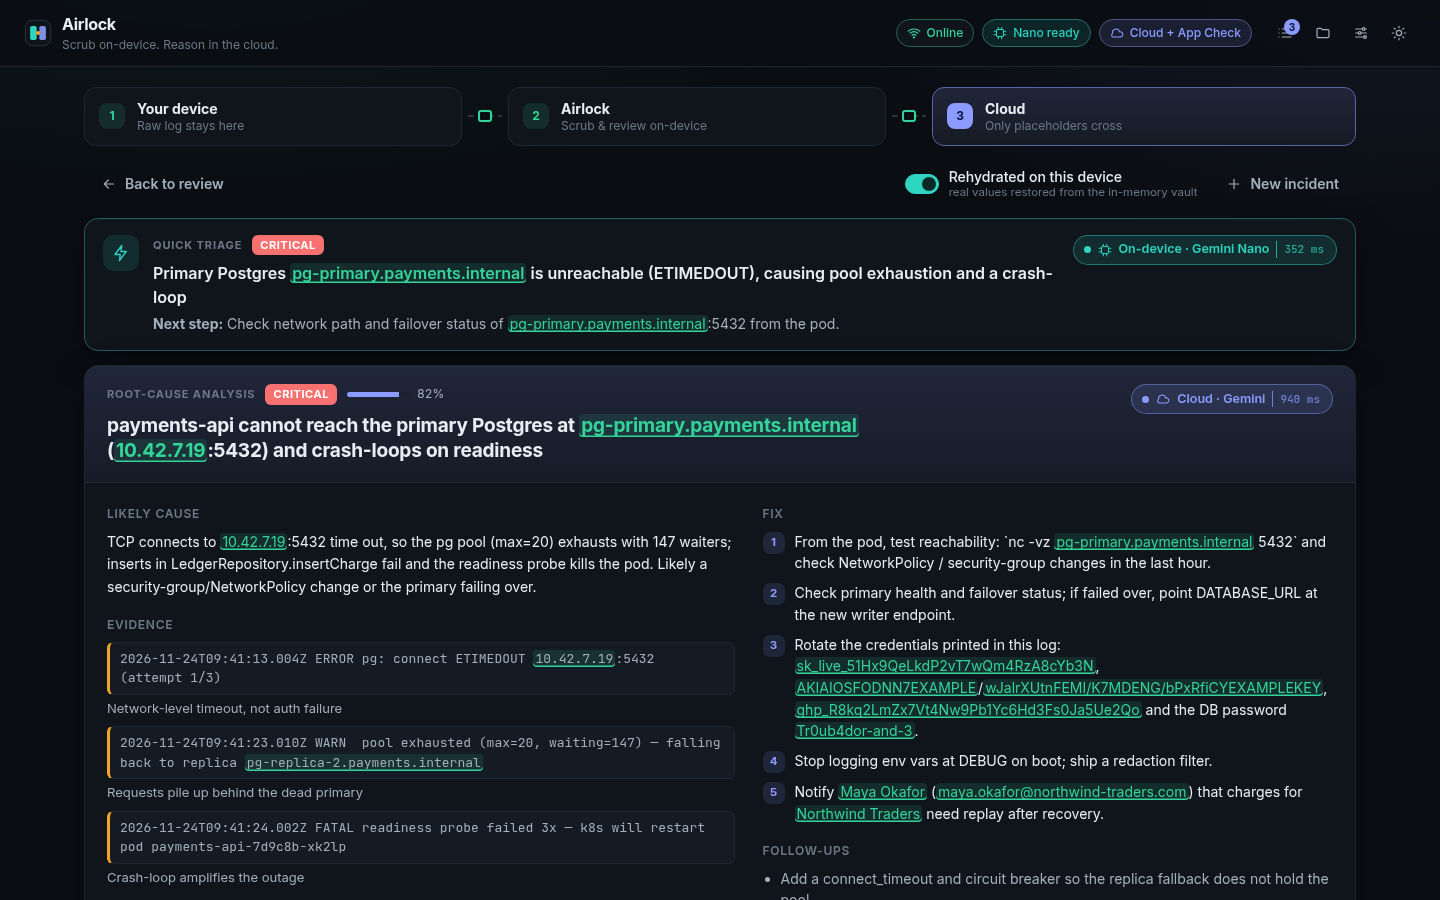 Airlock
Scrub on-device. Reason in the cloud.
Online
Nano ready
Cloud + App Check
3
1
Your device
Raw log stays here
2
Airlock
Scrub & review on-device
3
Cloud
Only placeholders cross
Back to review
Rehydrated on this device
real values restored from the in-memory vault
New incident
QUICK TRIAGE CRITICAL
On-device · Gemini Nano | 352 ms
Primary Postgres pg-primary.payments.internal is unreachable (ETIMEDOUT), causing pool exhaustion and a crash-
loop
Next step: Check network path and failover status of pg-primary.payments.internal:5432 from the pod.
ROOT-CAUSE ANALYSIS CRITICAL 82%
Cloud · Gemini | 940 ms
payments-api cannot reach the primary Postgres at pg-primary.payments.internal
(10.42.7.19:5432) and crash-loops on readiness
LIKELY CAUSE
TCP connects to 10.42.7.19:5432 time out, so the pg pool (max=20) exhausts with 147 waiters;
inserts in LedgerRepository.insertCharge fail and the readiness probe kills the pod. Likely a
security-group/NetworkPolicy change or the primary failing over.
EVIDENCE
2026-11-24T09:41:13.004Z ERROR pg: connect ETIMEDOUT 10.42.7.19:5432
(attempt 1/3)
Network-level timeout, not auth failure
2026-11-24T09:41:23.010Z WARN  pool exhausted (max=20, waiting=147) — falling
back to replica pg-replica-2.payments.internal
Requests pile up behind the dead primary
2026-11-24T09:41:24.002Z FATAL readiness probe failed 3x — k8s will restart
pod payments-api-7d9c8b-xk2lp
Crash-loop amplifies the outage
FIX
1 From the pod, test reachability: `nc -vz pg-primary.payments.internal 5432` and
check NetworkPolicy / security-group changes in the last hour.
2 Check primary health and failover status; if failed over, point DATABASE_URL at
the new writer endpoint.
3 Rotate the credentials printed in this log:
sk_live_51Hx9QeLkdP2vT7wQm4RzA8cYb3N,
AKIAIOSFODNN7EXAMPLE/wJalrXUtnFEMI/K7MDENG/bPxRfiCYEXAMPLEKEY,
ghp_R8kq2LmZx7Vt4Nw9Pb1Yc6Hd3Fs0Ja5Ue2Qo and the DB password
Tr0ub4dor-and-3.
4 Stop logging env vars at DEBUG on boot; ship a redaction filter.
5 Notify Maya Okafor (maya.okafor@northwind-traders.com) that charges for
Northwind Traders need replay after recovery.
FOLLOW-UPS
• Add a connect_timeout and circuit breaker so the replica fallback does not hold the
pool